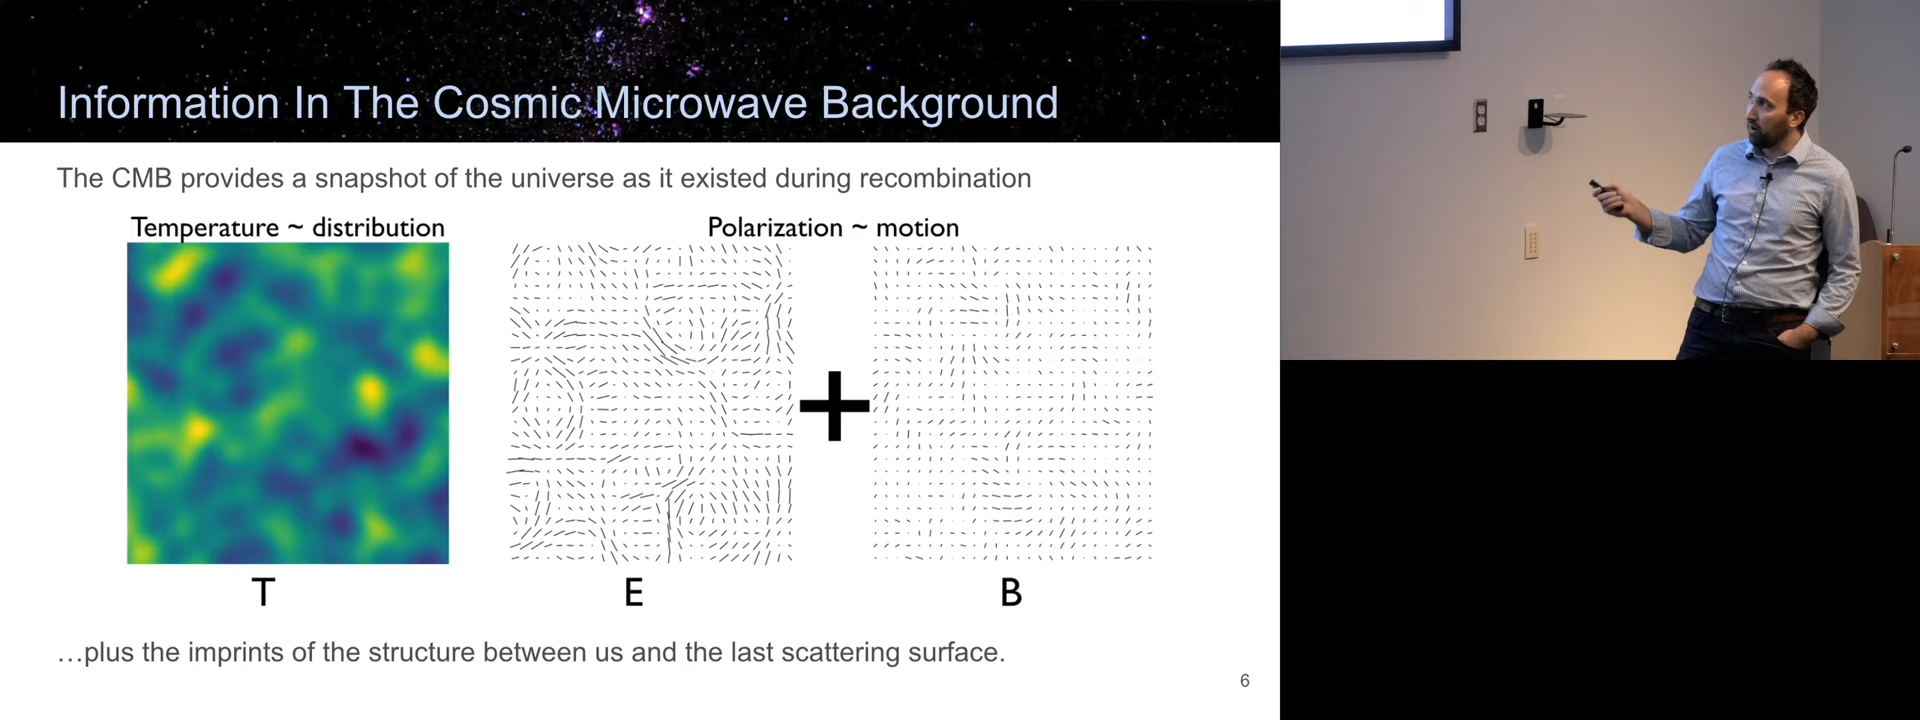 Information In The Cosmic Microwave Background
The CMB provides a snapshot of the universe as it existed during recombination
Temperature ~ distribution
Polarization ~ motion
+
T
E
B
…plus the imprints of the structure between us and the last scattering surface.
6